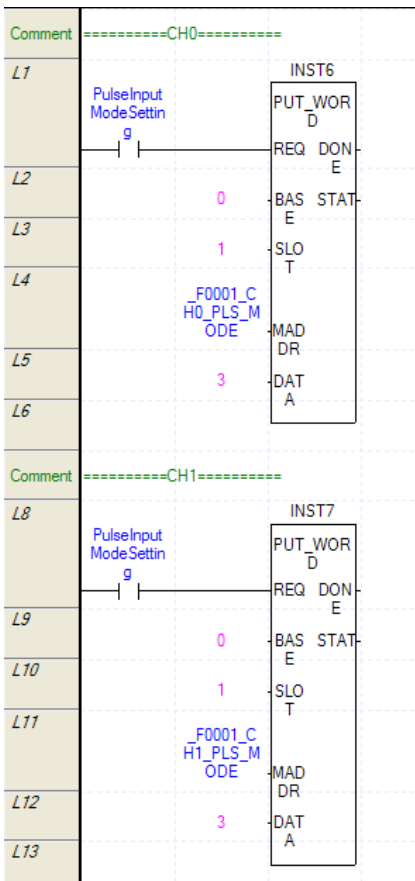 Comment ==========CH0==========
L1
INST6
PulseInput
ModeSettin
g
PUT_WOR
D
REQ DON
E
L2
0 BAS STAT
E
L3
1 SLO
T
L4
_F0001_C
H0_PLS_M
ODE
MAD
DR
L5
3 DAT
A
L6
Comment ==========CH1==========
L8
INST7
PulseInput
ModeSettin
g
PUT_WOR
D
REQ DON
E
L9
0 BAS STAT
E
L10
1 SLO
T
L11
_F0001_C
H1_PLS_M
ODE
MAD
DR
L12
3 DAT
A
L13